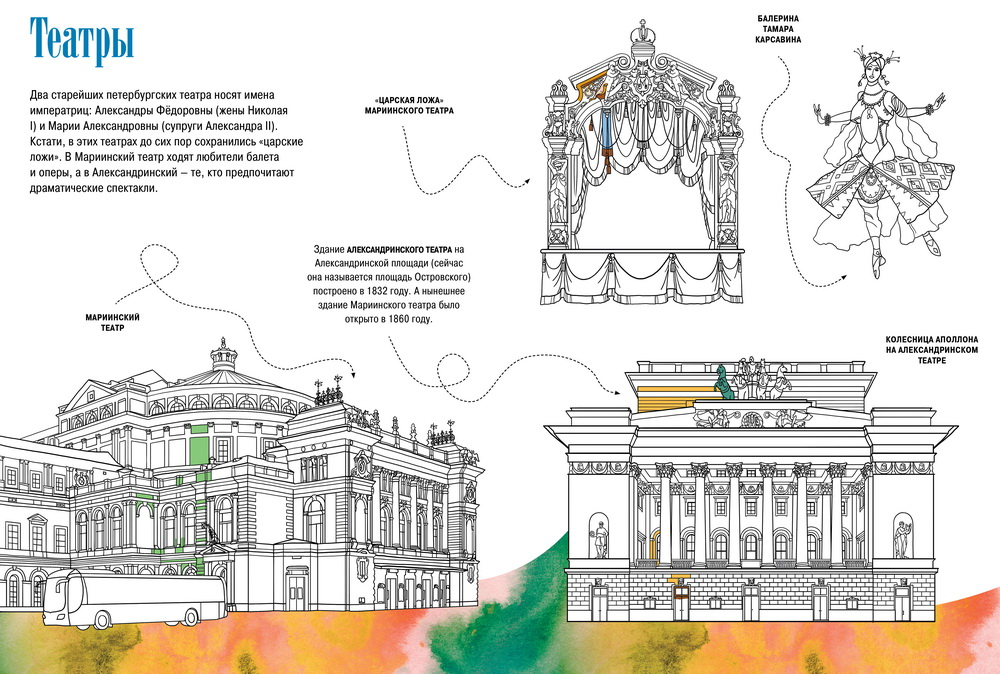 Театры
Два старейших петербургских театра носят имена
императриц: Александры Фёдоровны (жены Николая
I) и Марии Александровны (супруги Александра II).
Кстати, в этих театрах до сих пор сохранились «царские
ложи». В Мариинский театр ходят любители балета
и оперы, а в Александринский – те, кто предпочитают
драматические спектакли.
«ЦАРСКАЯ ЛОЖА»
МАРИИНСКОГО ТЕАТРА
БАЛЕРИНА
ТАМАРА
КАРСАВИНА
Здание АЛЕКСАНДРИНСКОГО ТЕАТРА на
Александринской площади (сейчас
она называется площадь Островского)
построено в 1832 году. А нынешнее
здание Мариинского театра было
открыто в 1860 году.
МАРИИНСКИЙ
ТЕАТР
КОЛЕСНИЦА АПОЛЛОНА
НА АЛЕКСАНДРИНСКОМ
ТЕАТРЕ